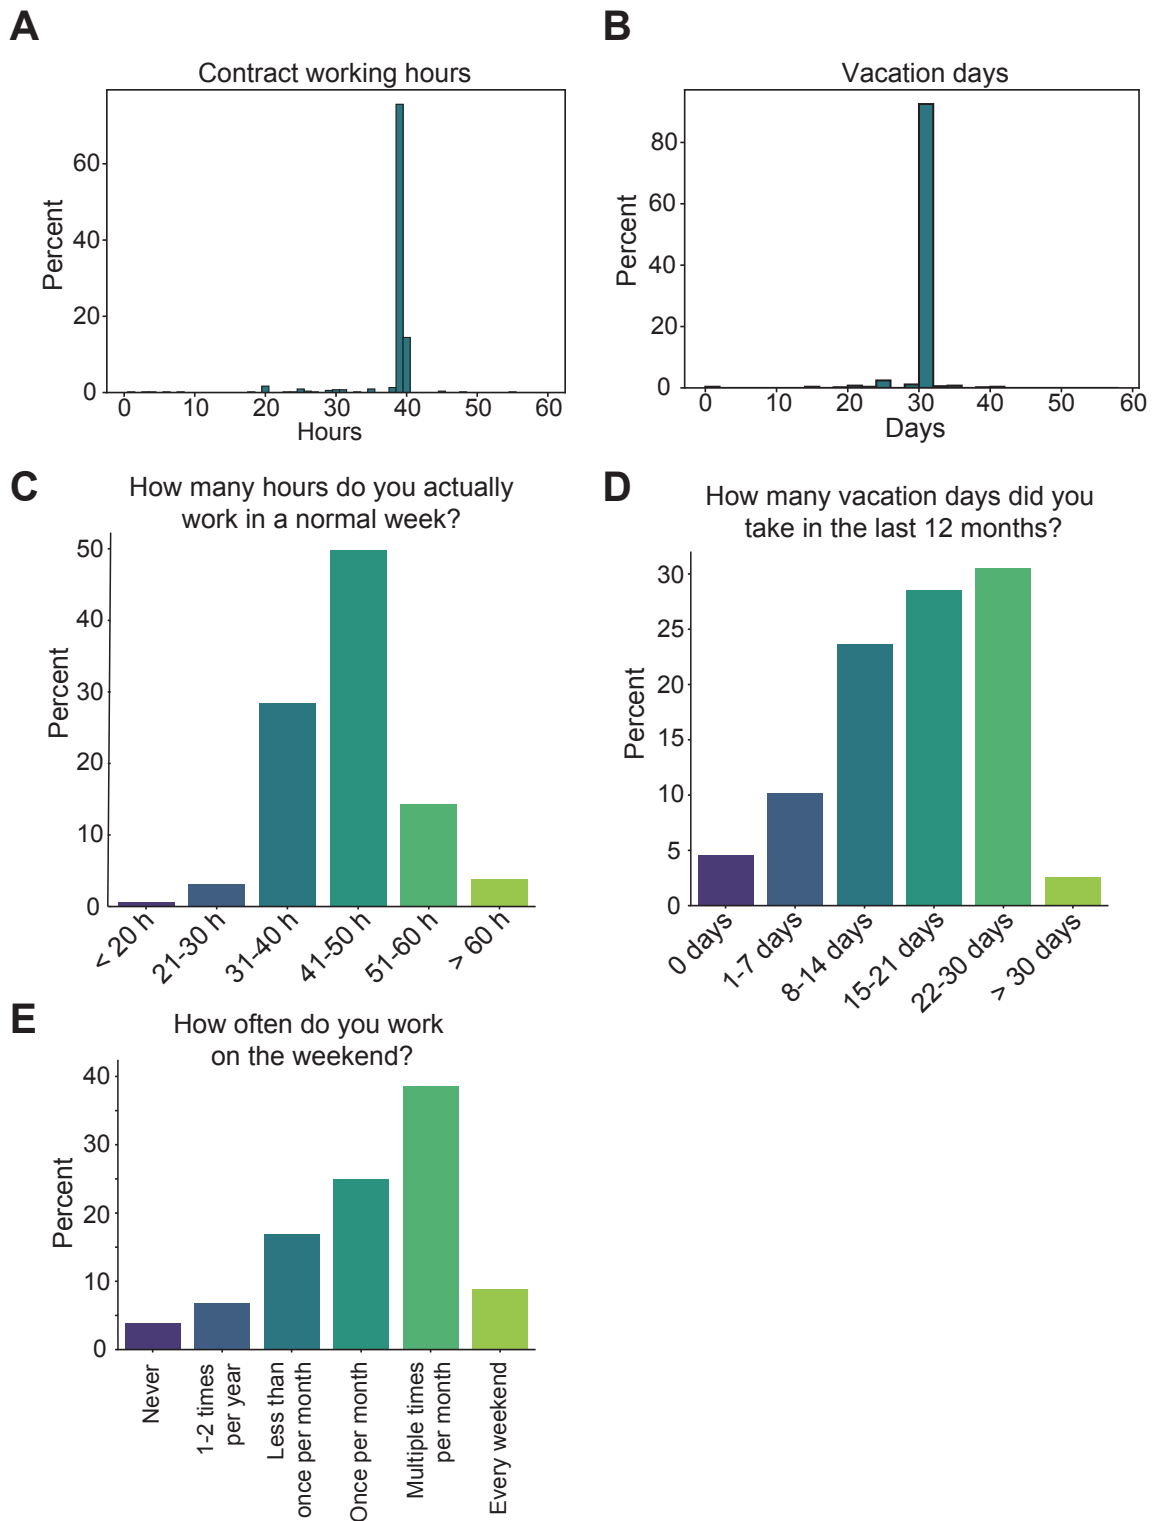 A
Contract working hours
Percent
60
40
20
0
0 10 20 30 40 50 60
Hours
B
Vacation days
Percent
80
60
40
20
0
0 10 20 30 40 50 60
Days
C
How many hours do you actually
work in a normal week?
Percent
50
40
30
20
10
0
< 20 h
21-30 h
31-40 h
41-50 h
51-60 h
> 60 h
D
How many vacation days did you
take in the last 12 months?
Percent
30
25
20
15
10
5
0
0 days
1-7 days
8-14 days
15-21 days
22-30 days
> 30 days
E
How often do you work
on the weekend?
Percent
40
30
20
10
0
Never
1-2 times
per year
Less than
once per month
Once per month
Multiple times
per month
Every weekend